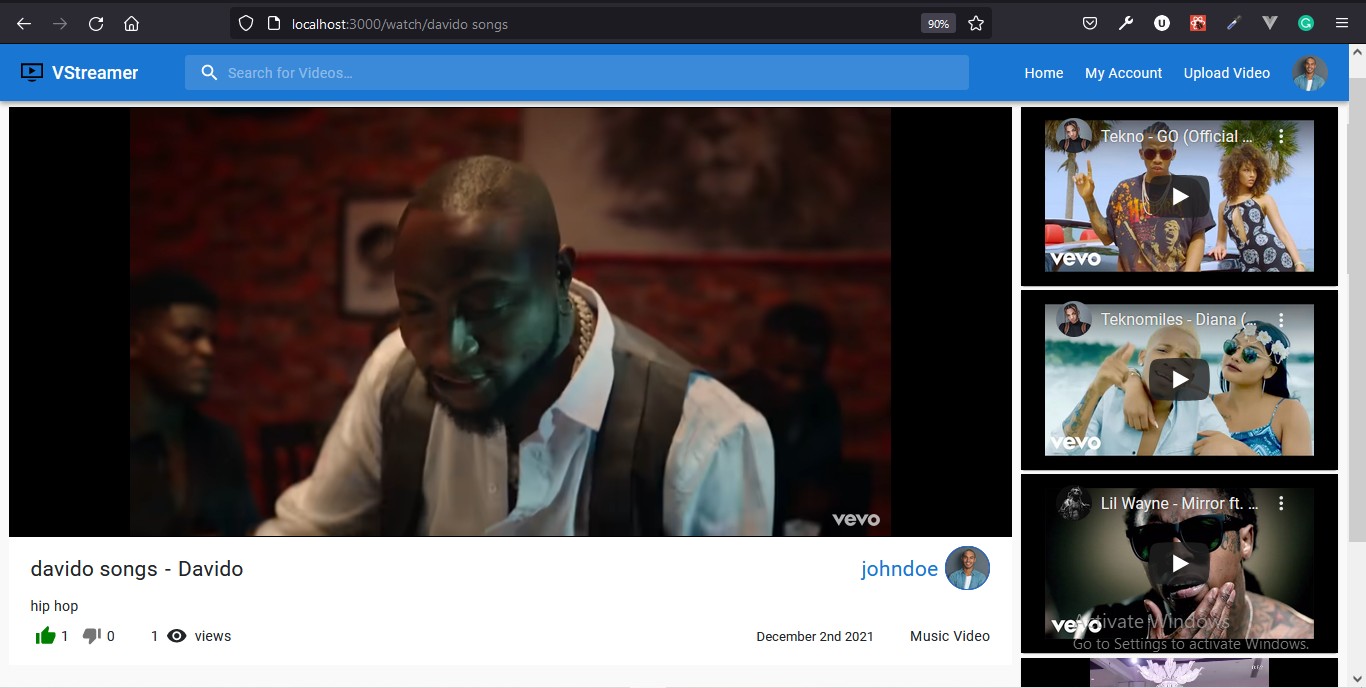 localhost:3000/watch/davido songs
90%
VStreamer
Search for Videos...
Home
My Account
Upload Video
Tekno - GO (Official ...
vevo
Teknomiles - Diana (...
vevo
Lil Wayne - Mirror ft. ...
vevo
vevo
davido songs - Davido
johndoe
hip hop
1
0
1
views
December 2nd 2021
Music Video
Activate Windows
Go to Settings to activate Windows.